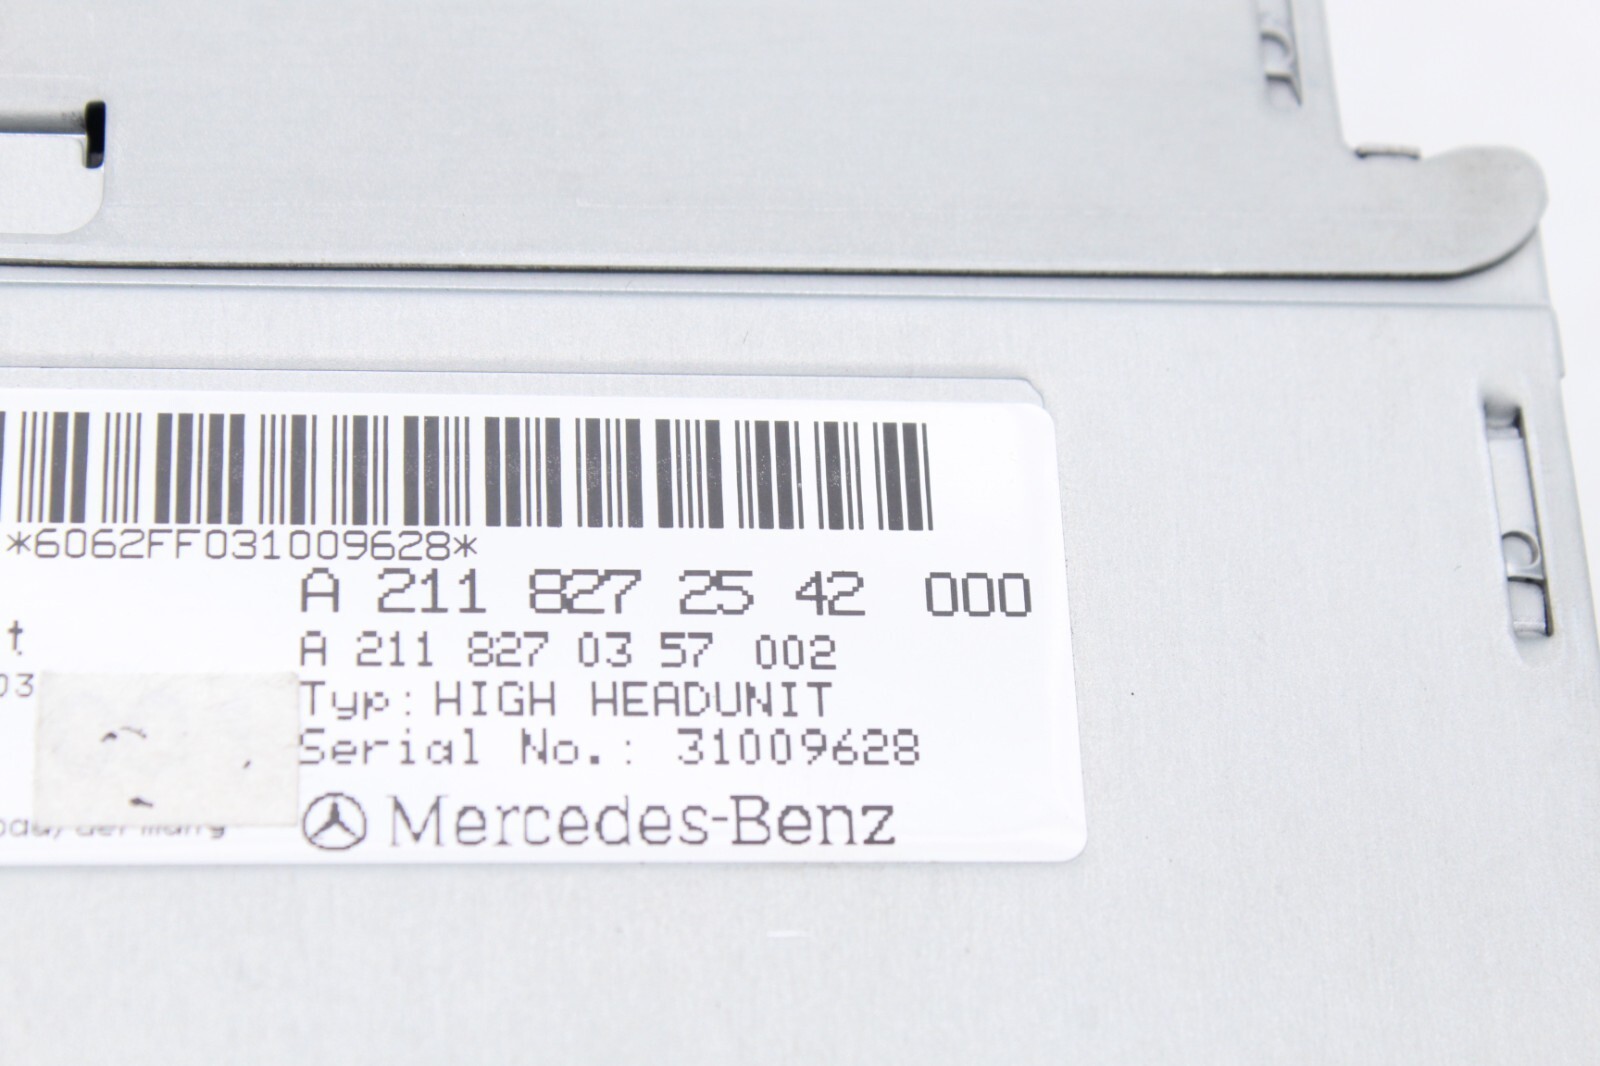 *6062FF031009628*
A 211 827 25 42 000
t
A 211 827 03 57 002
03
Typ: HIGH HEADUNIT
Serial No.: 31009628
Mercedes-Benz